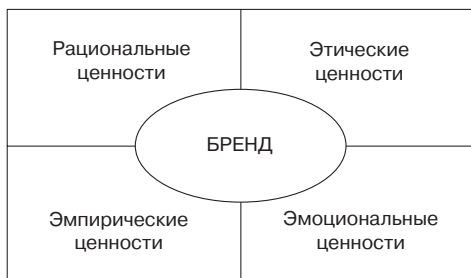 Рациональные
ценности
Этические
ценности
БРЕНД
Эмпирические
ценности
Эмоциональные
ценности